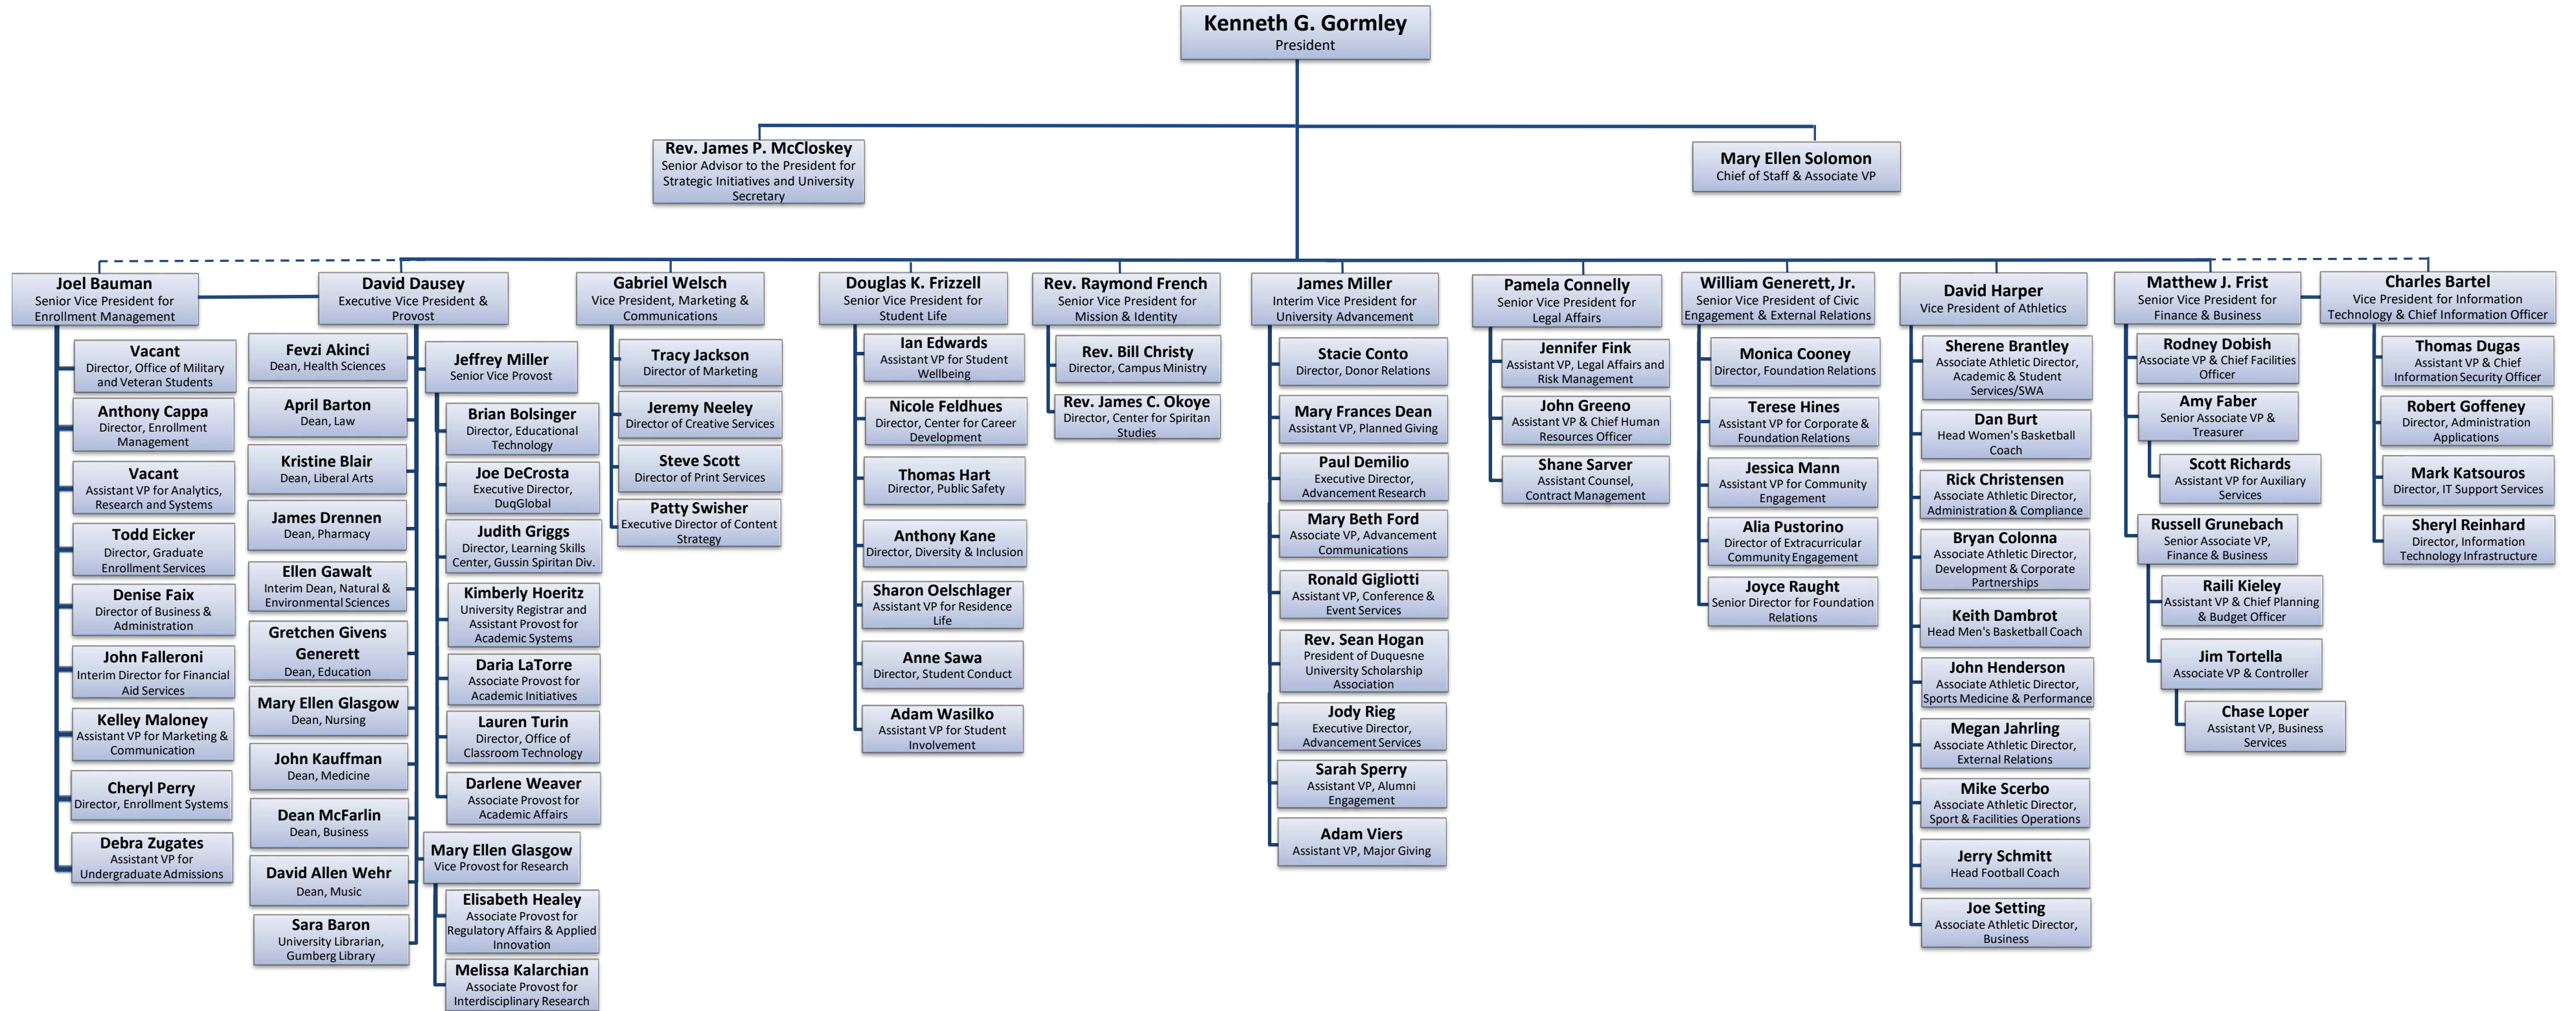 Kenneth G. Gormley
President
Rev. James P. McCloskey
Senior Advisor to the President for
Strategic Initiatives and University
Secretary
Mary Ellen Solomon
Chief of Staff & Associate VP
Joel Bauman
Senior Vice President for
Enrollment Management
David Dausey
Executive Vice President &
Provost
Gabriel Welsch
Vice President, Marketing &
Communications
Douglas K. Frizzell
Senior Vice President for
Student Life
Rev. Raymond French
Senior Vice President for
Mission & Identity
James Miller
Interim Vice President for
University Advancement
Pamela Connelly
Senior Vice President for
Legal Affairs
William Generett, Jr.
Senior Vice President of Civic
Engagement & External Relations
David Harper
Vice President of Athletics
Matthew J. Frist
Senior Vice President for
Finance & Business
Charles Bartel
Vice President for Information
Technology & Chief Information Officer
Vacant
Director, Office of Military
and Veteran Students
Anthony Cappa
Director, Enrollment
Management
Vacant
Assistant VP for Analytics,
Research and Systems
Todd Eicker
Director, Graduate
Enrollment Services
Denise Faix
Director of Business &
Administration
John Falleroni
Interim Director for Financial
Aid Services
Kelley Maloney
Assistant VP for Marketing &
Communication
Cheryl Perry
Director, Enrollment Systems
Debra Zugates
Assistant VP for
Undergraduate Admissions
Fevzi Akinci
Dean, Health Sciences
April Barton
Dean, Law
Kristine Blair
Dean, Liberal Arts
James Drennen
Dean, Pharmacy
Ellen Gawalt
Interim Dean, Natural &
Environmental Sciences
Gretchen Givens
Generett
Dean, Education
Mary Ellen Glasgow
Dean, Nursing
John Kauffman
Dean, Medicine
Dean McFarlin
Dean, Business
David Allen Wehr
Dean, Music
Sara Baron
University Librarian,
Gumberg Library
Jeffrey Miller
Senior Vice Provost
Brian Bolsinger
Director, Educational
Technology
Joe DeCrosta
Executive Director,
DuqGlobal
Judith Griggs
Director, Learning Skills
Center, Gussin Spiritan Div.
Kimberly Hoeritz
University Registrar and
Assistant Provost for
Academic Systems
Daria LaTorre
Associate Provost for
Academic Initiatives
Lauren Turin
Director, Office of
Classroom Technology
Darlene Weaver
Associate Provost for
Academic Affairs
Mary Ellen Glasgow
Vice Provost for Research
Elisabeth Healey
Associate Provost for
Regulatory Affairs & Applied
Innovation
Melissa Kalarchian
Associate Provost for
Interdisciplinary Research
Tracy Jackson
Director of Marketing
Jeremy Neeley
Director of Creative Services
Steve Scott
Director of Print Services
Patty Swisher
Executive Director of Content
Strategy
Ian Edwards
Assistant VP for Student
Wellbeing
Nicole Feldhues
Director, Center for Career
Development
Thomas Hart
Director, Public Safety
Anthony Kane
Director, Diversity & Inclusion
Sharon Oelschlager
Assistant VP for Residence
Life
Anne Sawa
Director, Student Conduct
Adam Wasilko
Assistant VP for Student
Involvement
Rev. Bill Christy
Director, Campus Ministry
Rev. James C. Okoye
Director, Center for Spiritan
Studies
Stacie Conto
Director, Donor Relations
Mary Frances Dean
Assistant VP, Planned Giving
Paul Demilio
Executive Director,
Advancement Research
Mary Beth Ford
Associate VP, Advancement
Communications
Ronald Gigliotti
Assistant VP, Conference &
Event Services
Rev. Sean Hogan
President of Duquesne
University Scholarship
Association
Jody Rieg
Executive Director,
Advancement Services
Sarah Sperry
Assistant VP, Alumni
Engagement
Adam Viers
Assistant VP, Major Giving
Jennifer Fink
Assistant VP, Legal Affairs and
Risk Management
John Greeno
Assistant VP & Chief Human
Resources Officer
Shane Sarver
Assistant Counsel,
Contract Management
Monica Cooney
Director, Foundation Relations
Terese Hines
Assistant VP for Corporate &
Foundation Relations
Jessica Mann
Assistant VP for Community
Engagement
Alia Pustorino
Director of Extracurricular
Community Engagement
Joyce Raught
Senior Director for Foundation
Relations
Sherene Brantley
Associate Athletic Director,
Academic & Student
Services/SWA
Dan Burt
Head Women's Basketball
Coach
Rick Christensen
Associate Athletic Director,
Administration & Compliance
Bryan Colonna
Associate Athletic Director,
Development & Corporate
Partnerships
Keith Dambrot
Head Men's Basketball Coach
John Henderson
Associate Athletic Director,
Sports Medicine & Performance
Megan Jahrling
Associate Athletic Director,
External Relations
Mike Scerbo
Associate Athletic Director,
Sport & Facilities Operations
Jerry Schmitt
Head Football Coach
Joe Setting
Associate Athletic Director,
Business
Rodney Dobish
Associate VP & Chief Facilities
Officer
Amy Faber
Senior Associate VP &
Treasurer
Scott Richards
Assistant VP for Auxiliary
Services
Russell Grunebach
Senior Associate VP,
Finance & Business
Raili Kieley
Assistant VP & Chief Planning
& Budget Officer
Jim Tortella
Associate VP & Controller
Chase Loper
Assistant VP, Business
Services
Thomas Dugas
Assistant VP & Chief
Information Security Officer
Robert Goffeney
Director, Administration
Applications
Mark Katsouros
Director, IT Support Services
Sheryl Reinhard
Director, Information
Technology Infrastructure